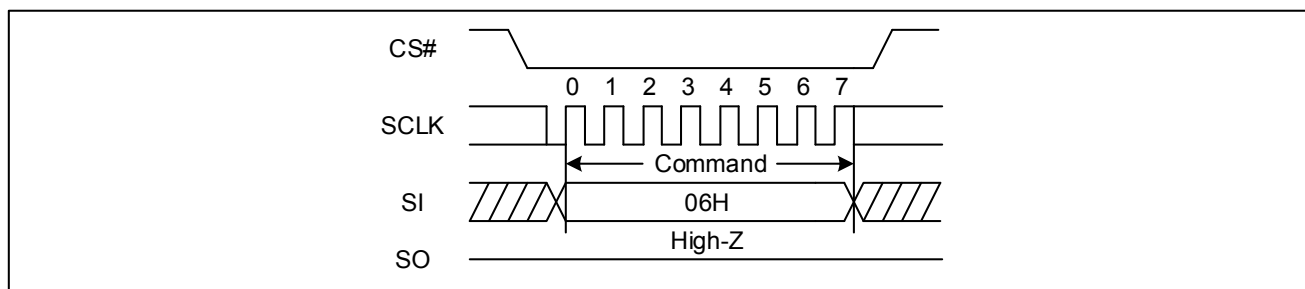 CS#
0 1 2 3 4 5 6 7
SCLK
Command
SI
06H
High-Z
SO